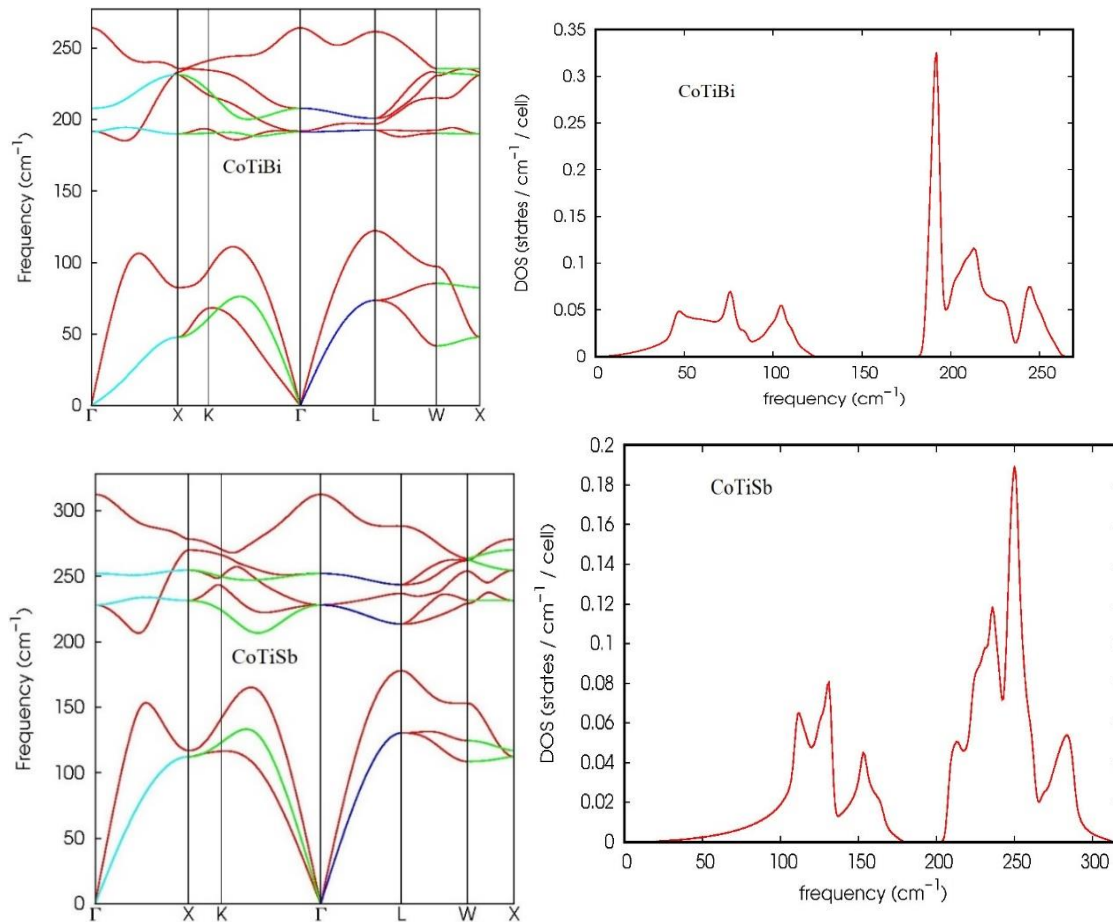 250
200
150
100
50
0
Frequency (cm⁻¹)
CoTiBi
Γ X K Γ L W X
0.35
0.3
0.25
0.2
0.15
0.1
0.05
0
DOS (states / cm⁻¹ / cell)
CoTiBi
0 50 100 150 200 250
frequency (cm⁻¹)
300
250
200
150
100
50
0
Frequency (cm⁻¹)
CoTiSb
Γ X K Γ L W X
0.2
0.18
0.16
0.14
0.12
0.1
0.08
0.06
0.04
0.02
0
DOS (states / cm⁻¹ / cell)
CoTiSb
0 50 100 150 200 250 300
frequency (cm⁻¹)